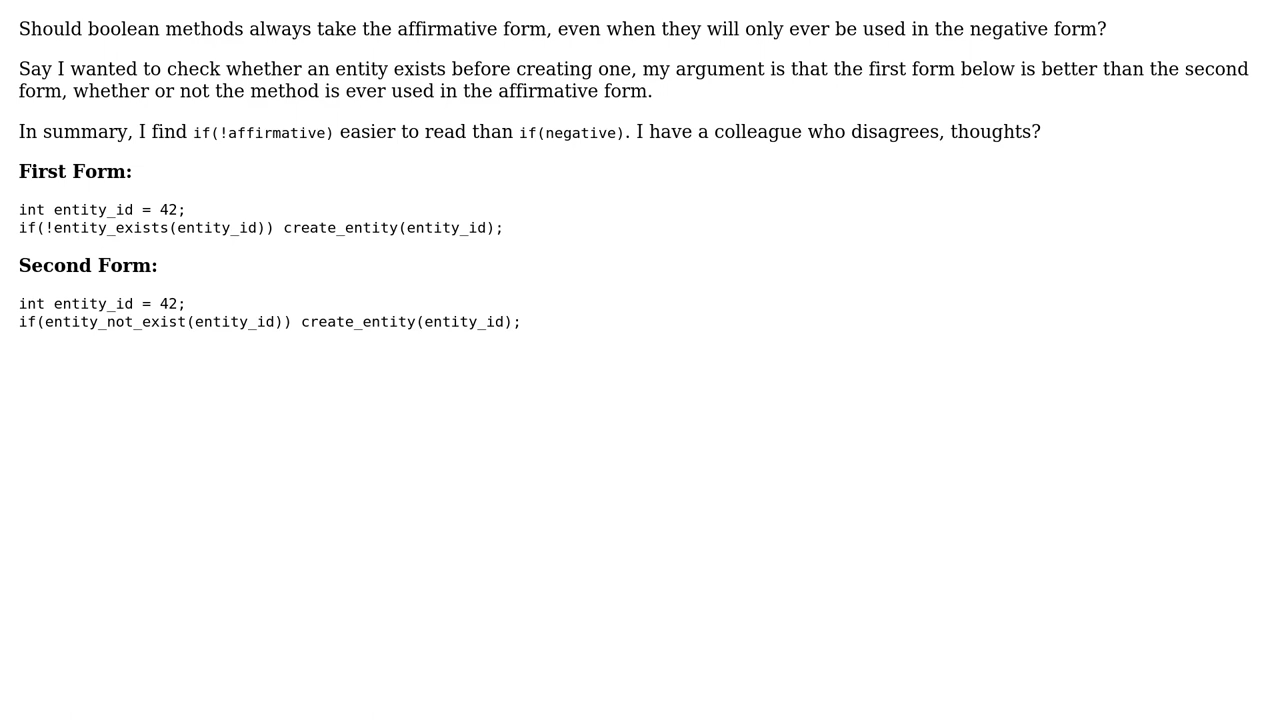 Should boolean methods always take the affirmative form, even when they will only ever be used in the negative form?
Say I wanted to check whether an entity exists before creating one, my argument is that the first form below is better than the second
form, whether or not the method is ever used in the affirmative form.
In summary, I find if(!affirmative) easier to read than if(negative). I have a colleague who disagrees, thoughts?
First Form:
int entity_id = 42;
if(!entity_exists(entity_id)) create_entity(entity_id);
Second Form:
int entity_id = 42;
if(entity_not_exist(entity_id)) create_entity(entity_id);